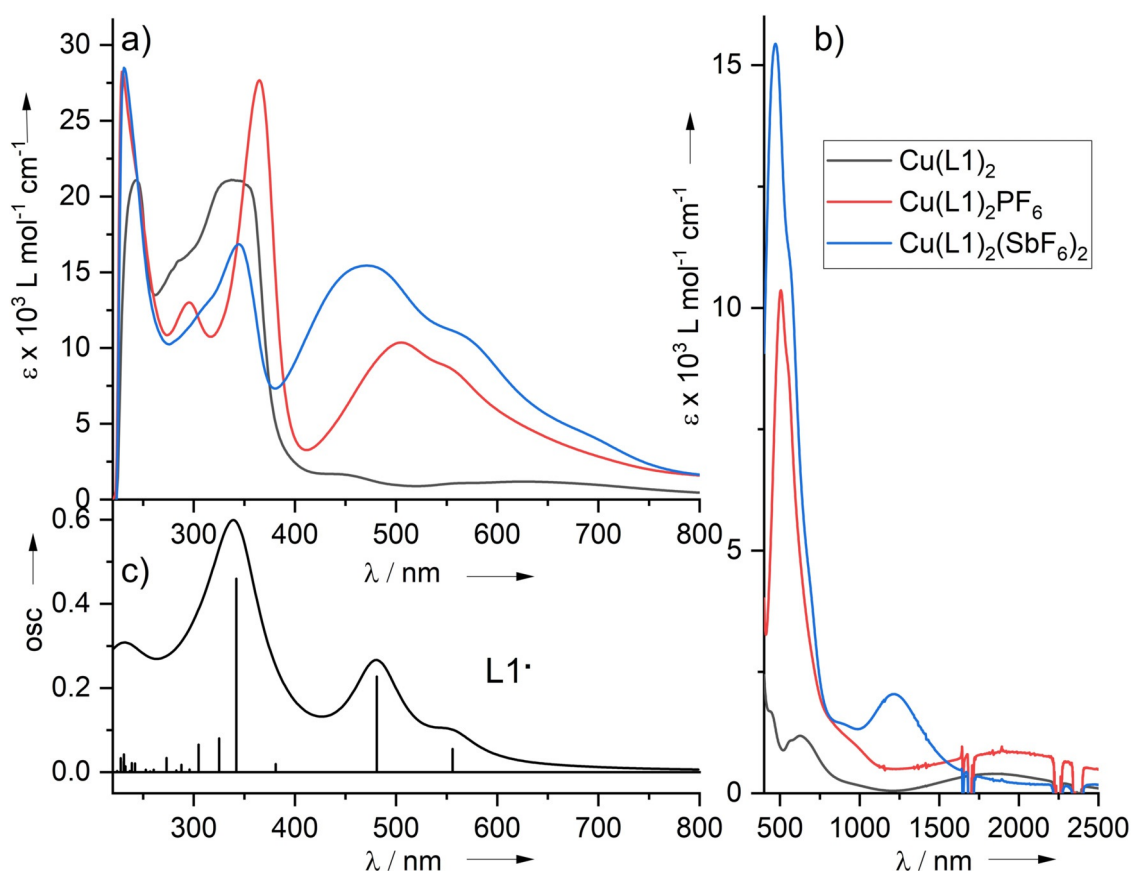 a)
ε x 10³ L mol⁻¹ cm⁻¹
30
25
20
15
10
5
0
300 400 500 600 700 800
λ / nm
c)
osc
0.6
0.4
0.2
0.0
L1·
300 400 500 600 700 800
λ / nm
b)
ε x 10³ L mol⁻¹ cm⁻¹
15
10
5
0
Cu(L1)₂
Cu(L1)₂PF₆
Cu(L1)₂(SbF₆)₂
500 1000 1500 2000 2500
λ / nm